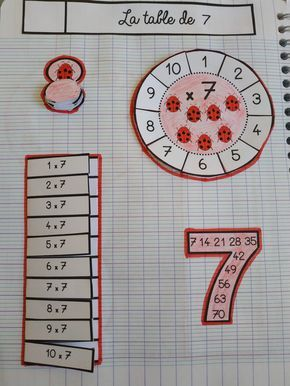 La table de 7
10 1
9 2
× 7
8 3
7 4
6 5
1 x 7
2 x 7
3 x 7
4 x 7
5 x 7
6 x 7
7 x 7
8 x 7
9 x 7
10 x 7
7 14 21 28 35
42
49
56
63
70